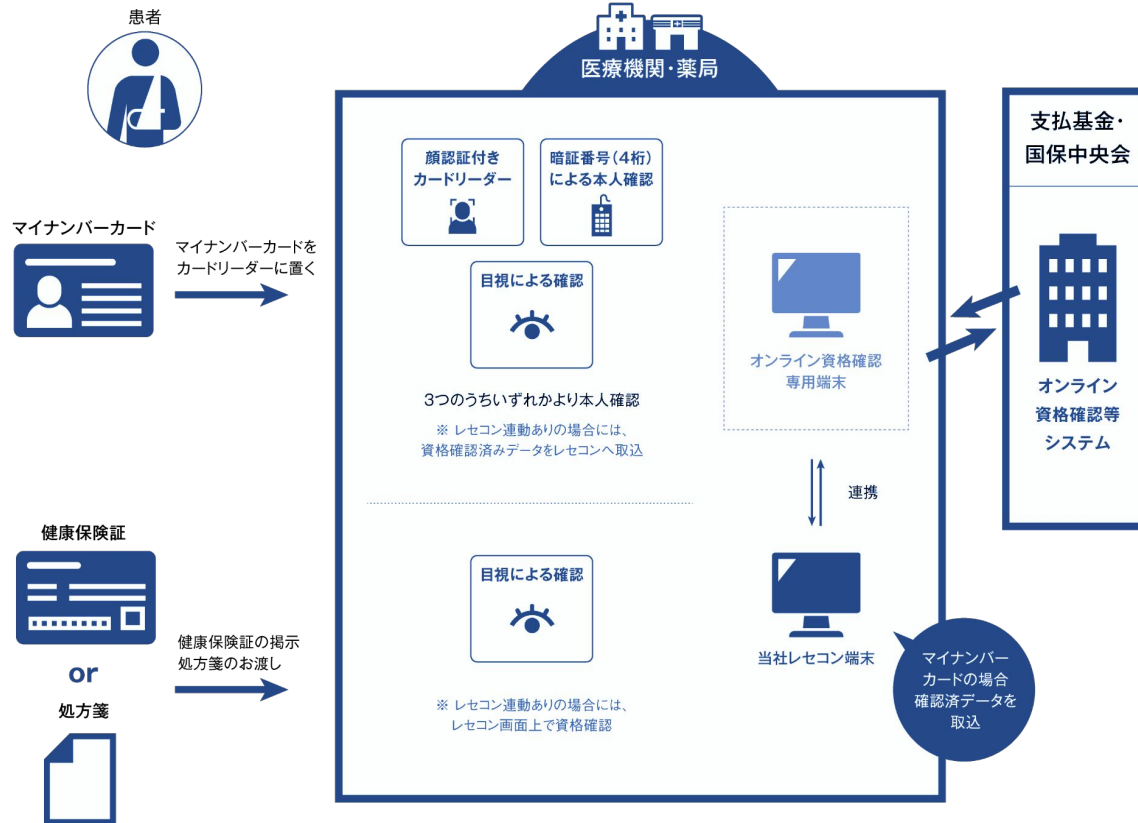 患者
医療機関・薬局
支払基金・
国保中央会
顔認証付き
カードリーダー
暗証番号(4桁)
による本人確認
マイナンバーカード
マイナンバーカードを
カードリーダーに置く
目視による確認
オンライン資格確認
専用端末
オンライン
資格確認等
システム
3つのうちいずれかより本人確認
※ レセコン連動ありの場合には、
資格確認済みデータをレセコンへ取込
連携
健康保険証
目視による確認
健康保険証の掲示
処方箋のお渡し
or
処方箋
当社レセコン端末
マイナンバー
カードの場合
確認済データを
取込
※ レセコン連動ありの場合には、
レセコン画面上で資格確認